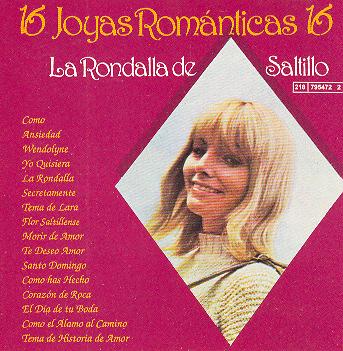 16 Joyas Románticas 16
La Rondalla de Saltillo
218 795472 2
Como
Ansiedad
Wendolyne
Yo Quisiera
La Rondalla
Secretamente
Tema de Lara
Flor Saltillense
Morir de Amor
Te Deseo Amor
Santo Domingo
Como has Hecho
Corazón de Roca
El Día de tu Boda
Como el Alamo al Camino
Tema de Historia de Amor